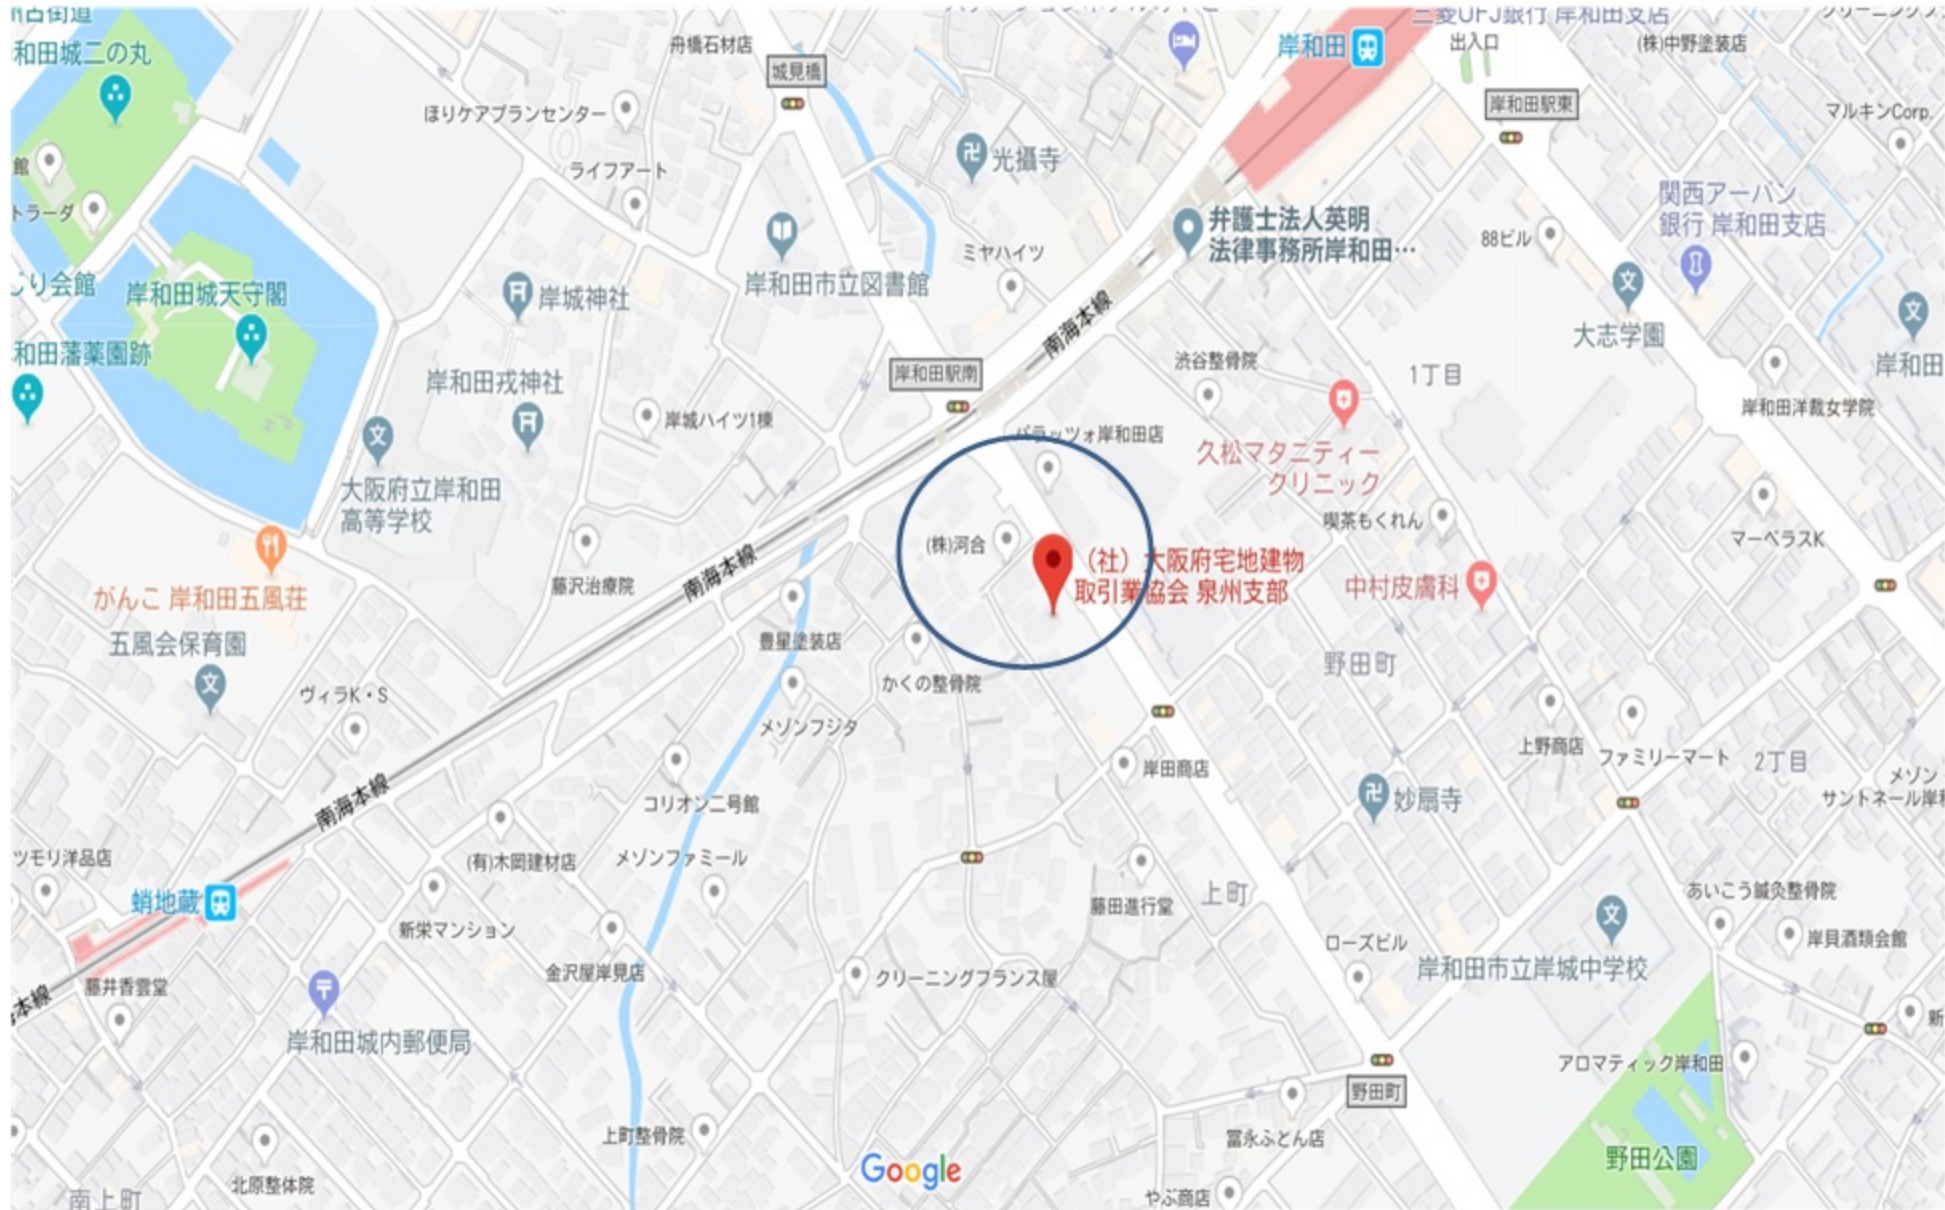 和田城二の丸
舟橋石材店
城見橋
岸和田
三菱UFJ銀行 岸和田支店
出入口
(株)中野塗装店
岸和田駅東
マルキンCorp.
ほりケアプランセンター
ライフアート
光攝寺
館
トラーダ
関西アーバン
銀行 岸和田支店
弁護士法人英明
法律事務所岸和田…
88ビル
ミヤハイツ
岸和田市立図書館
岸城神社
岸和田城天守閣
じり会館
南海本線
大志学園
岸和田
和田藩薬園跡
岸和田戎神社
岸和田駅南
渋谷整骨院
1丁目
岸城ハイツ1棟
パラッツォ岸和田店
岸和田洋裁女学院
久松マタニティー
クリニック
大阪府立岸和田
高等学校
喫茶もくれん
(株)河合
マーベラスK
南海本線
藤沢治療院
(社)大阪府宅地建物
取引業協会 泉州支部
中村皮膚科
がんこ 岸和田五風荘
五風会保育園
豊星塗装店
かくの整骨院
野田町
ヴィラK・S
メゾンフジタ
上野商店
ファミリーマート
2丁目
岸田商店
メゾン
サントネール岸和
南海本線
コリオン二号館
妙扇寺
ツモリ洋品店
(有)木岡建材店
メゾンファミール
蛸地蔵
藤田進行堂
上町
あいこう鍼灸整骨院
新栄マンション
ローズビル
岸貝酒類会館
金沢屋岸見店
クリーニングフランス屋
岸和田市立岸城中学校
藤井香雲堂
本線
新
岸和田城内郵便局
アロマティック岸和田
野田町
上町整骨院
冨永ふとん店
野田公園
Google
北原整体院
やぶ商店
南上町